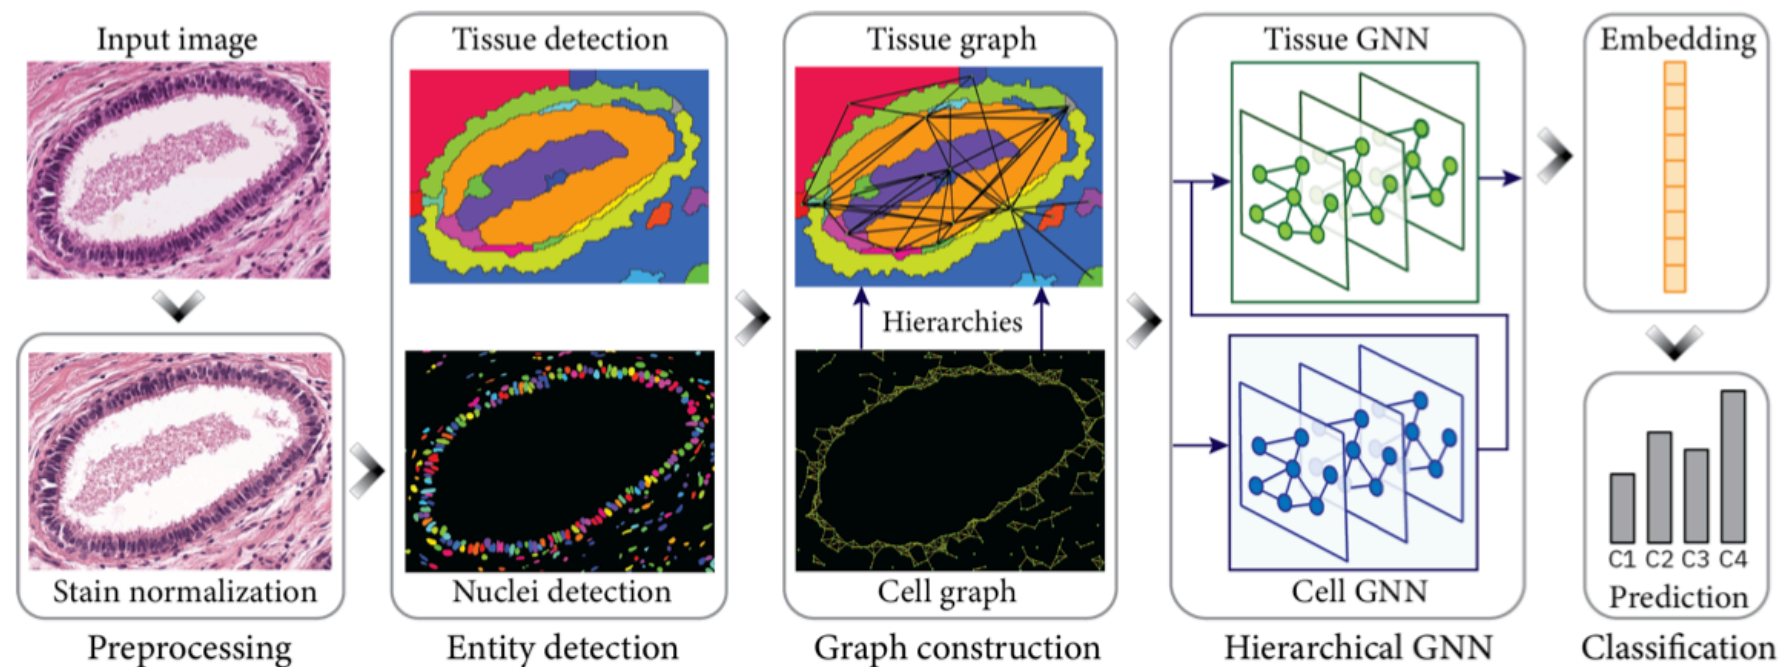 Input image
Stain normalization
Preprocessing
Tissue detection
Nuclei detection
Entity detection
Tissue graph
Hierarchies
Cell graph
Graph construction
Tissue GNN
Cell GNN
Hierarchical GNN
Embedding
C1 C2 C3 C4
Prediction
Classification